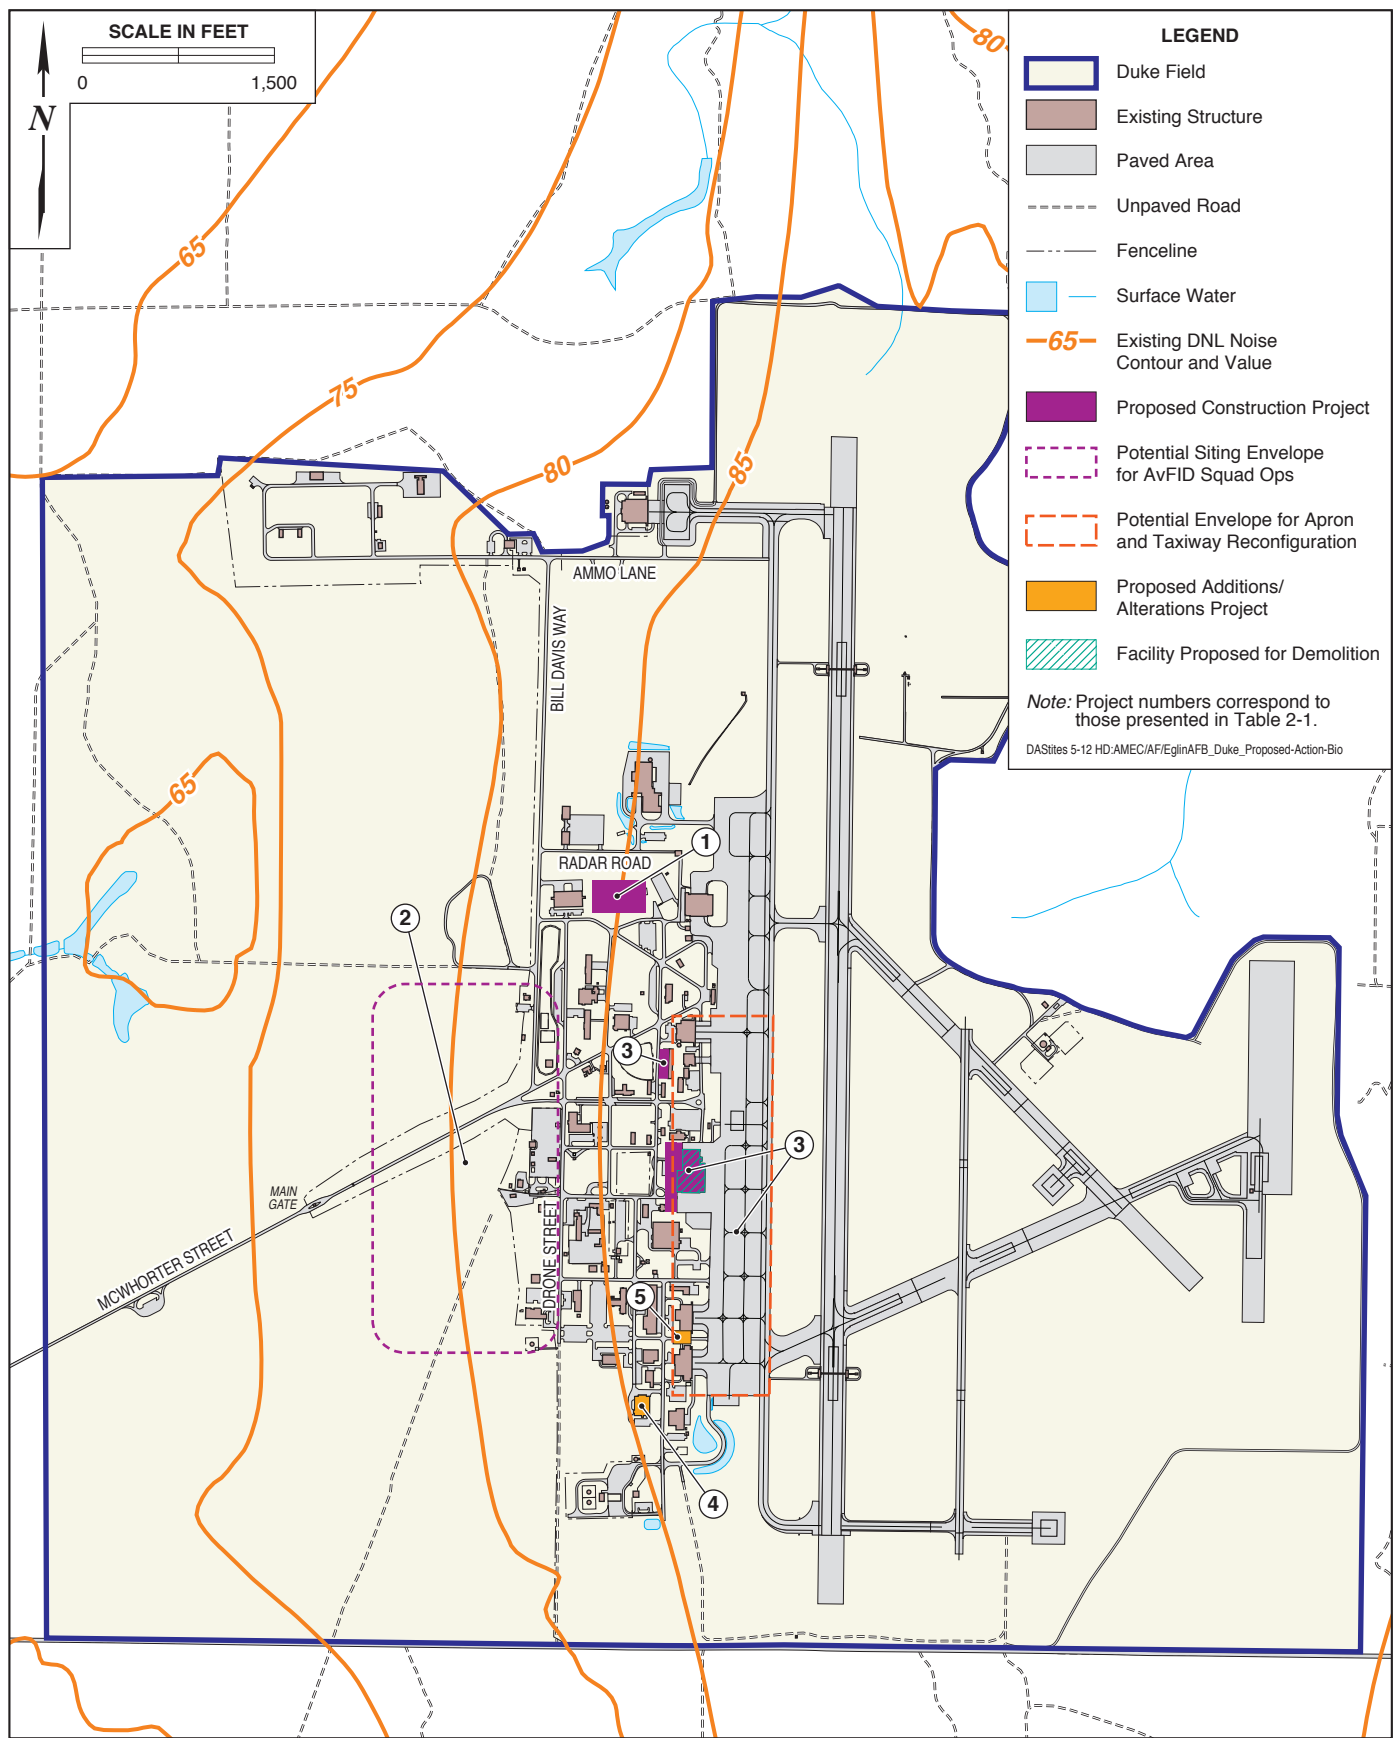 SCALE IN FEET
0 1,500
N
LEGEND
Duke Field
Existing Structure
Paved Area
Unpaved Road
Fenceline
Surface Water
65 Existing DNL Noise
Contour and Value
Proposed Construction Project
Potential Siting Envelope
for AvFID Squad Ops
Potential Envelope for Apron
and Taxiway Reconfiguration
Proposed Additions/
Alterations Project
Facility Proposed for Demolition
Note: Project numbers correspond to
those presented in Table 2-1.
DAStites 5-12 HD:AMEC/AF/EglinAFB_Duke_Proposed-Action-Bio
80
65
75
80
85
AMMO LANE
BILL DAVIS WAY
65
1
RADAR ROAD
2
3
3
MAIN
GATE
MCWHORTER STREET
DRONE STREET
5
4